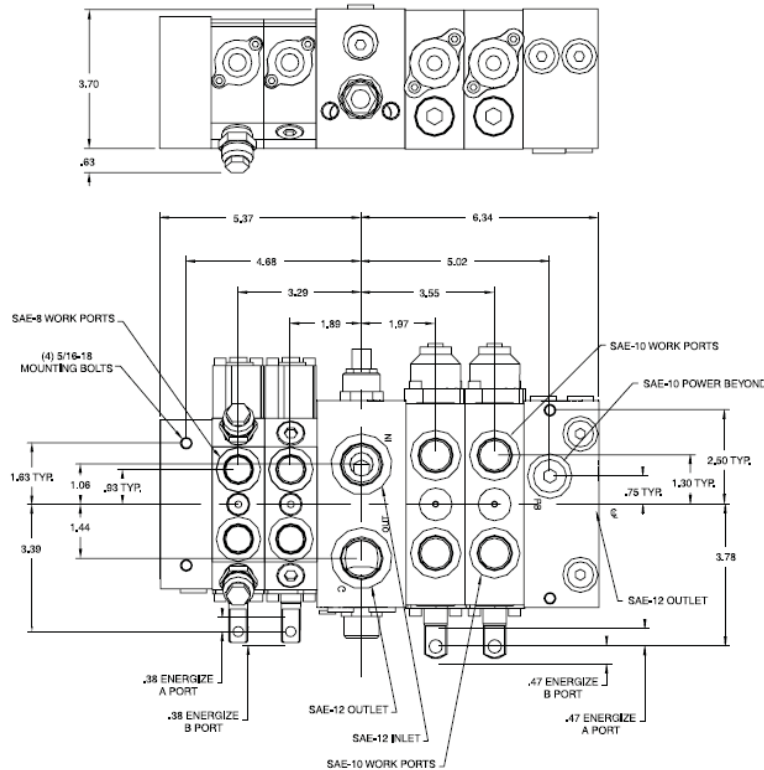 3.70
.63
5.37
6.34
4.68
5.02
3.29
3.55
1.89
1.97
SAE-8 WORK PORTS
(4) 5/16-18
MOUNTING BOLTS
SAE-10 WORK PORTS
SAE-10 POWER BEYOND
IN
1.63 TYP.
1.06
.93 TYP.
2.50 TYP.
1.30 TYP.
.75 TYP.
PB
OUT
1.44
3.39
3.78
C
SAE-12 OUTLET
.38 ENERGIZE
A PORT
.38 ENERGIZE
B PORT
.47 ENERGIZE
B PORT
.47 ENERGIZE
A PORT
SAE-12 OUTLET
SAE-12 INLET
SAE-10 WORK PORTS